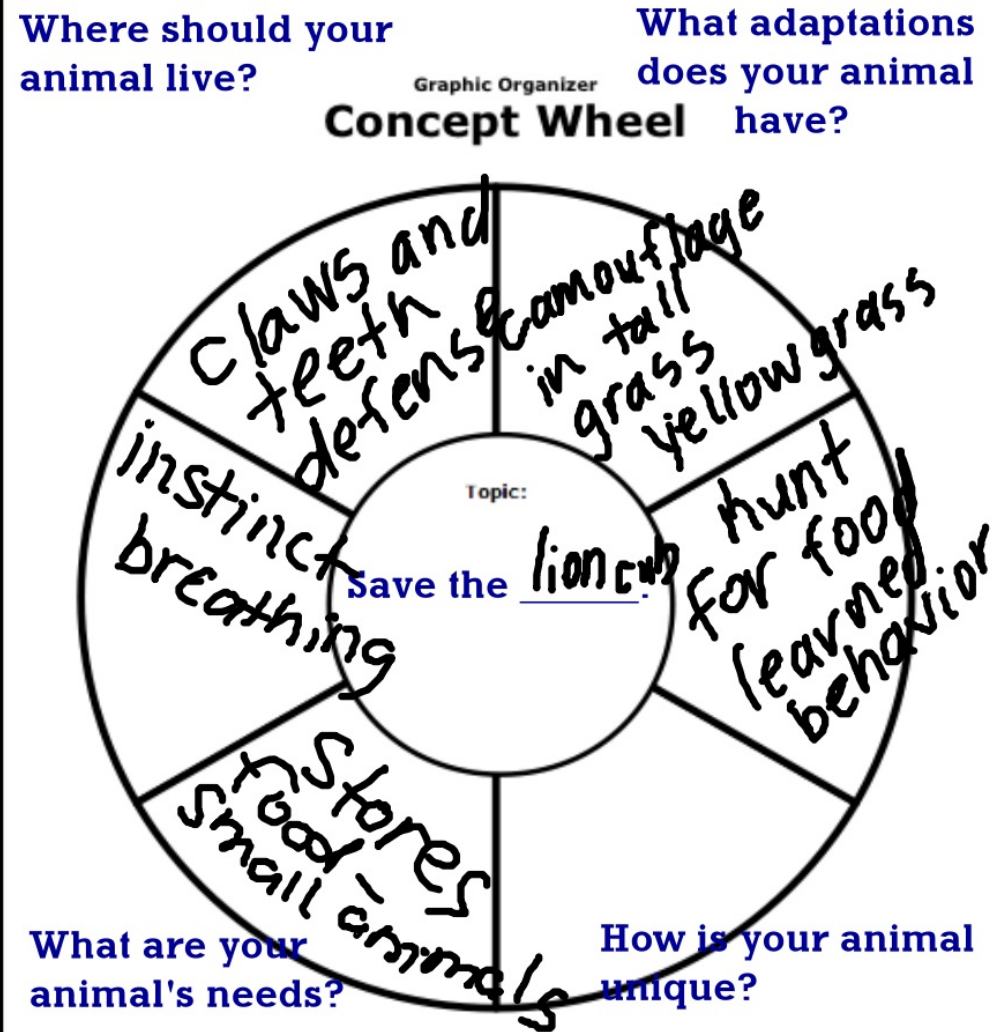 Where should your
animal live?
What adaptations
does your animal
have?
Graphic Organizer
Concept Wheel
claws and
teeth
defense
camouflage
in tall
grass
yellow grass
instinct
breathing
Topic:
Save the lion cub.
hunt
for food
learned
behavior
stores
food -
small animals
What are your
animal's needs?
How is your animal
unique?